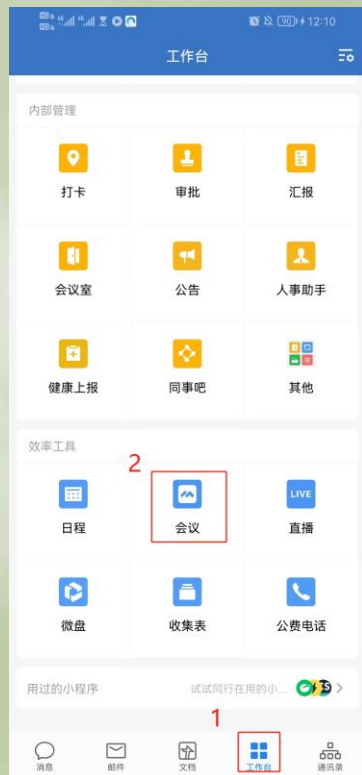 90 12:10
工作台
内部管理
打卡 审批 汇报
会议室 公告 人事助手
健康上报 同事吧 其他
效率工具
2
LIVE
日程 会议 直播
微盘 收集表 公费电话
用过的小程序 试试同行在用的小...
1
消息 邮件 文档 工作台 通讯录